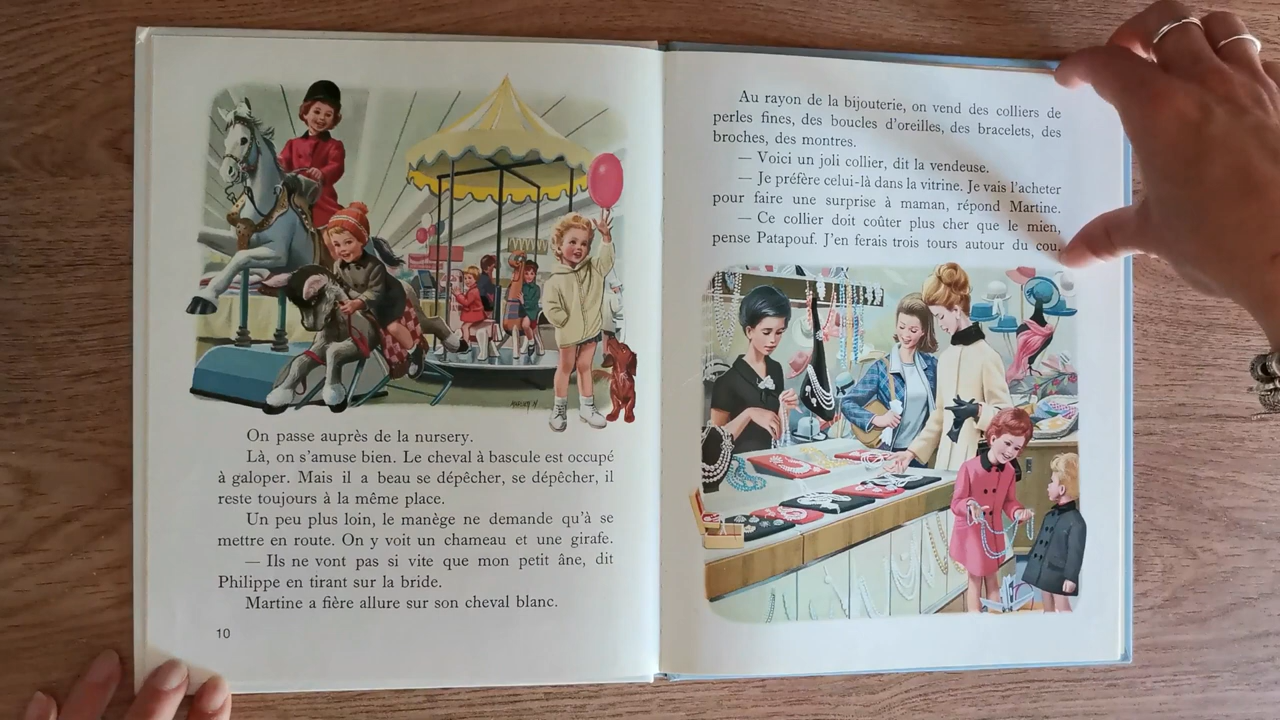 On passe auprès de la nursery.
Là, on s'amuse bien. Le cheval à bascule est occupé
à galoper. Mais il a beau se dépêcher, se dépêcher, il
reste toujours à la même place.
Un peu plus loin, le manège ne demande qu'à se
mettre en route. On y voit un chameau et une girafe.
— Ils ne vont pas si vite que mon petit âne, dit
Philippe en tirant sur la bride.
Martine a fière allure sur son cheval blanc.
10
Au rayon de la bijouterie, on vend des colliers de
perles fines, des boucles d'oreilles, des bracelets, des
broches, des montres.
— Voici un joli collier, dit la vendeuse.
— Je préfère celui-là dans la vitrine. Je vais l'acheter
pour faire une surprise à maman, répond Martine.
— Ce collier doit coûter plus cher que le mien,
pense Patapouf. J'en ferais trois tours autour du cou.